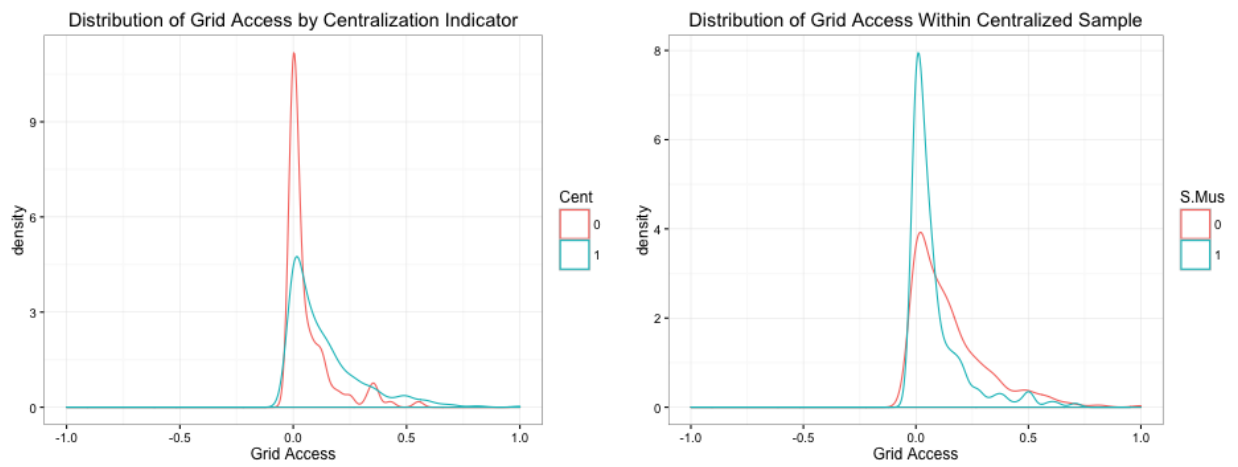 Distribution of Grid Access by Centralization Indicator
9
6
3
0
density
-1.0 -0.5 0.0 0.5 1.0
Grid Access
Cent
0
1
Distribution of Grid Access Within Centralized Sample
8
6
4
2
0
density
-1.0 -0.5 0.0 0.5 1.0
Grid Access
S.Mus
0
1